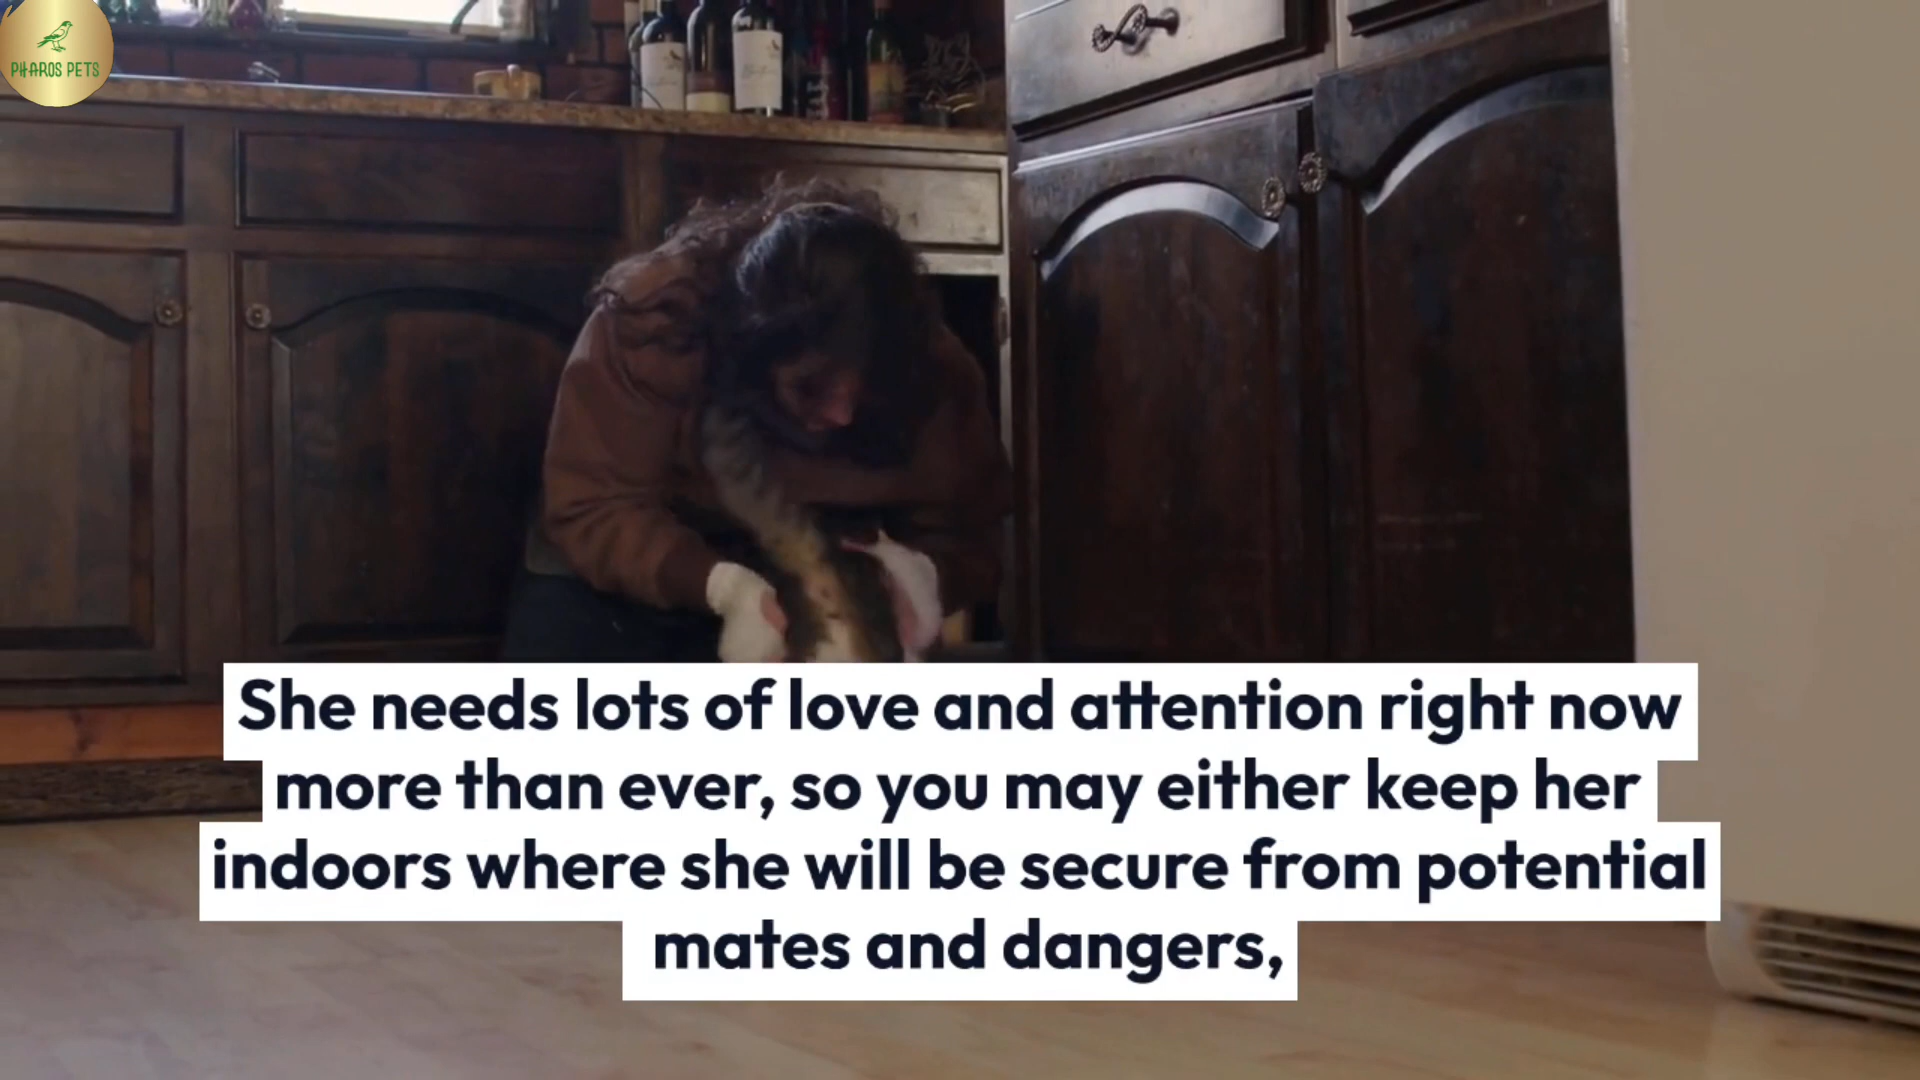 PHAROS PETS
She needs lots of love and attention right now
more than ever, so you may either keep her
indoors where she will be secure from potential
mates and dangers,